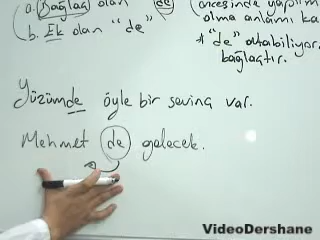 a. Bağlaç olan "de"
b. Ek olan "de"
öncesinde yapılm
olma anlamı ka
* "de" atabiliyor.
bağlaçtır.
Yüzümde öyle bir sevinç var.
Mehmet de gelecek.
VideoDershane